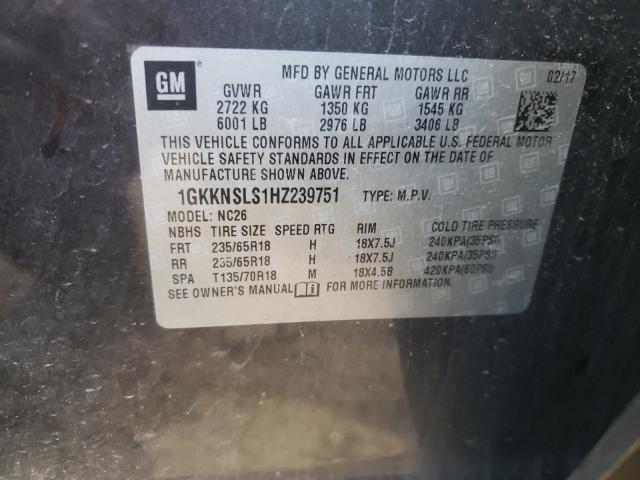 GM
MFD BY GENERAL MOTORS LLC 02/17
GVWR GAWR FRT GAWR RR
2722 KG 1350 KG 1545 KG
6001 LB 2976 LB 3406 LB
THIS VEHICLE CONFORMS TO ALL APPLICABLE U.S. FEDERAL MOTOR
VEHICLE SAFETY STANDARDS IN EFFECT ON THE DATE OF
MANUFACTURE SHOWN ABOVE.
1GKKNSLS1HZ239751 TYPE: M.P.V.
MODEL: NC26
NBHS TIRE SIZE SPEED RTG RIM COLD TIRE PRESSURE
FRT 235/65R18 H 18X7.5J 240KPA(35PSI)
RR 235/65R18 H 18X7.5J 240KPA(35PSI)
SPA T135/70R18 M 18X4.5B 420KPA(60PSI)
SEE OWNER'S MANUAL i FOR MORE INFORMATION